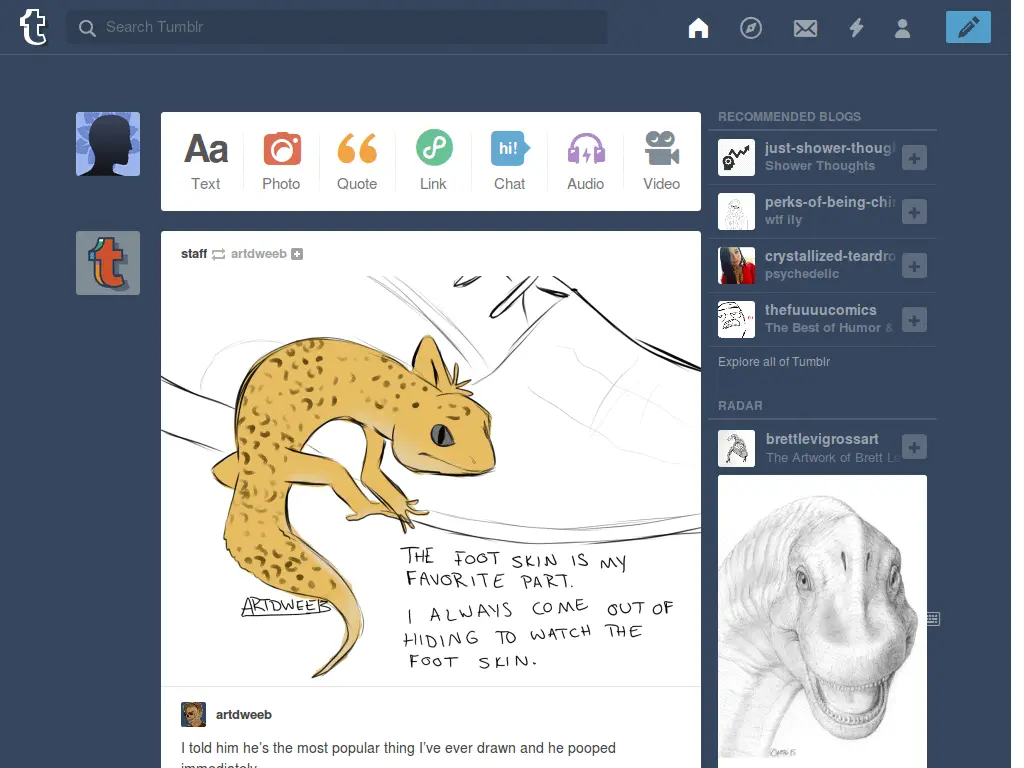 Search Tumblr
Aa
Text
Photo
Quote
Link
hi!
Chat
Audio
Video
staff artdweeb
THE FOOT SKIN IS MY
FAVORITE PART.
I ALWAYS COME OUT OF
HIDING TO WATCH THE
FOOT SKIN.
ARTDWEEB
artdweeb
I told him he’s the most popular thing I’ve ever drawn and he pooped
immediately
RECOMMENDED BLOGS
just-shower-thoug
Shower Thoughts
perks-of-being-chi
wtf ily
crystallized-teardro
psychedelic
thefuuuucomics
The Best of Humor &
Explore all of Tumblr
RADAR
brettlevigrossart
The Artwork of Brett Le